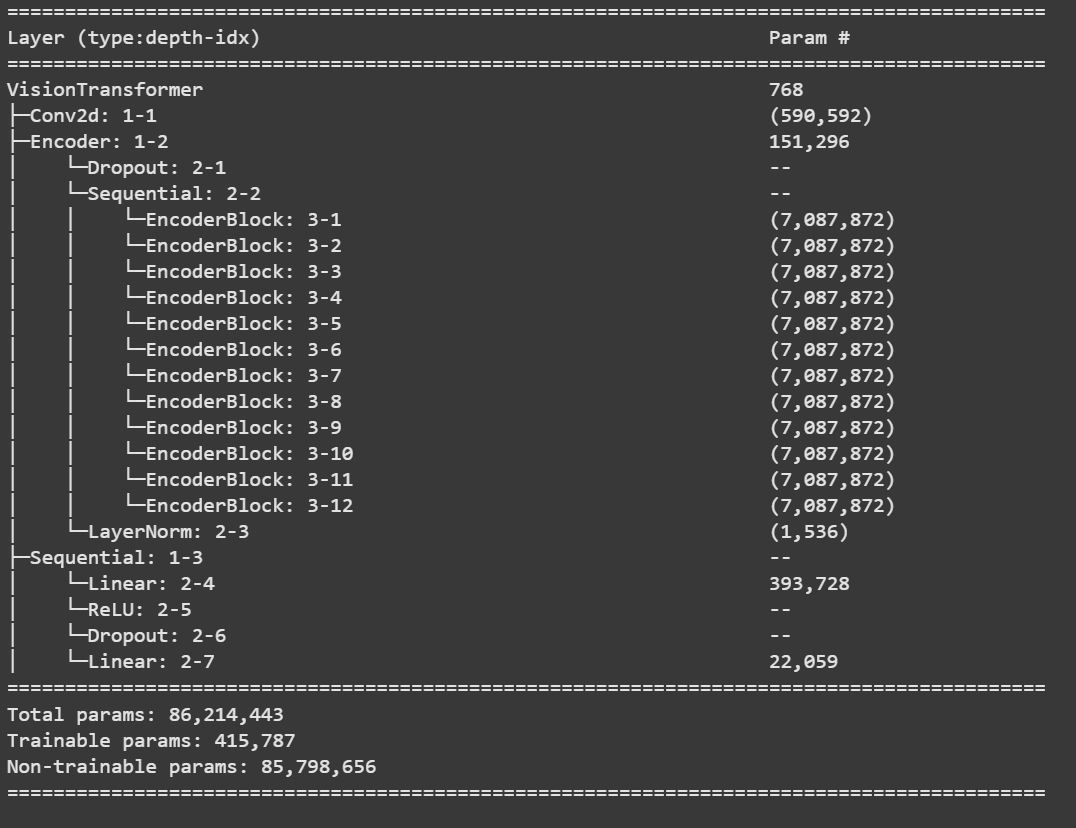 ==========================================================================================
Layer (type:depth-idx)                                            Param #
==========================================================================================
VisionTransformer                                                 768
├─Conv2d: 1-1                                                     (590,592)
├─Encoder: 1-2                                                    151,296
│    └─Dropout: 2-1                                               --
│    └─Sequential: 2-2                                            --
│    │    └─EncoderBlock: 3-1                                     (7,087,872)
│    │    └─EncoderBlock: 3-2                                     (7,087,872)
│    │    └─EncoderBlock: 3-3                                     (7,087,872)
│    │    └─EncoderBlock: 3-4                                     (7,087,872)
│    │    └─EncoderBlock: 3-5                                     (7,087,872)
│    │    └─EncoderBlock: 3-6                                     (7,087,872)
│    │    └─EncoderBlock: 3-7                                     (7,087,872)
│    │    └─EncoderBlock: 3-8                                     (7,087,872)
│    │    └─EncoderBlock: 3-9                                     (7,087,872)
│    │    └─EncoderBlock: 3-10                                    (7,087,872)
│    │    └─EncoderBlock: 3-11                                    (7,087,872)
│    │    └─EncoderBlock: 3-12                                    (7,087,872)
│    └─LayerNorm: 2-3                                             (1,536)
├─Sequential: 1-3                                                 --
│    └─Linear: 2-4                                                393,728
│    └─ReLU: 2-5                                                  --
│    └─Dropout: 2-6                                               --
│    └─Linear: 2-7                                                22,059
==========================================================================================
Total params: 86,214,443
Trainable params: 415,787
Non-trainable params: 85,798,656
==========================================================================================